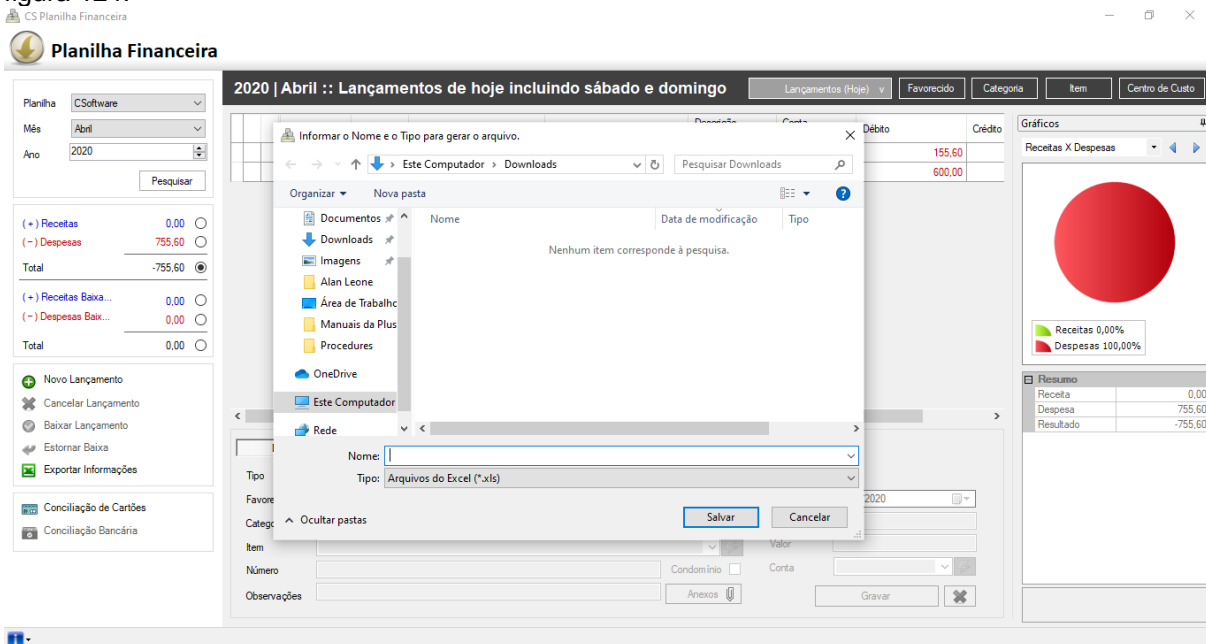 CS Planilha Financeira
Planilha Financeira
Planilha CSoftware
Mês Abril
Ano 2020
Pesquisar
(+) Receitas 0,00
(-) Despesas 755,60
Total -755,60
(+) Receitas Baixa... 0,00
(-) Despesas Baix... 0,00
Total 0,00
Novo Lançamento
Cancelar Lançamento
Baixar Lançamento
Estornar Baixa
Exportar Informações
Conciliação de Cartões
Conciliação Bancária
2020 | Abril :: Lançamentos de hoje incluindo sábado e domingo
Lançamentos (Hoje) v Favorecido Categoria Item Centro de Custo
Débito Crédito
155,60
600,00
Informar o Nome e o Tipo para gerar o arquivo.
Este Computador > Downloads
Pesquisar Downloads
Organizar Nova pasta
Documentos
Downloads
Imagens
Alan Leone
Área de Trabalho
Manuais da Plus
Procedures
OneDrive
Este Computador
Rede
Nome Data de modificação Tipo
Nenhum item corresponde à pesquisa.
Nome:
Tipo: Arquivos do Excel (*.xls)
Ocultar pastas
Salvar Cancelar
Tipo
Favore
Catego
Item
Número
Observações
2020
Valor
Condomínio
Conta
Anexos
Gravar
Gráficos
Receitas X Despesas
Receitas 0,00%
Despesas 100,00%
Resumo
Receita 0,00
Despesa 755,60
Resultado -755,60